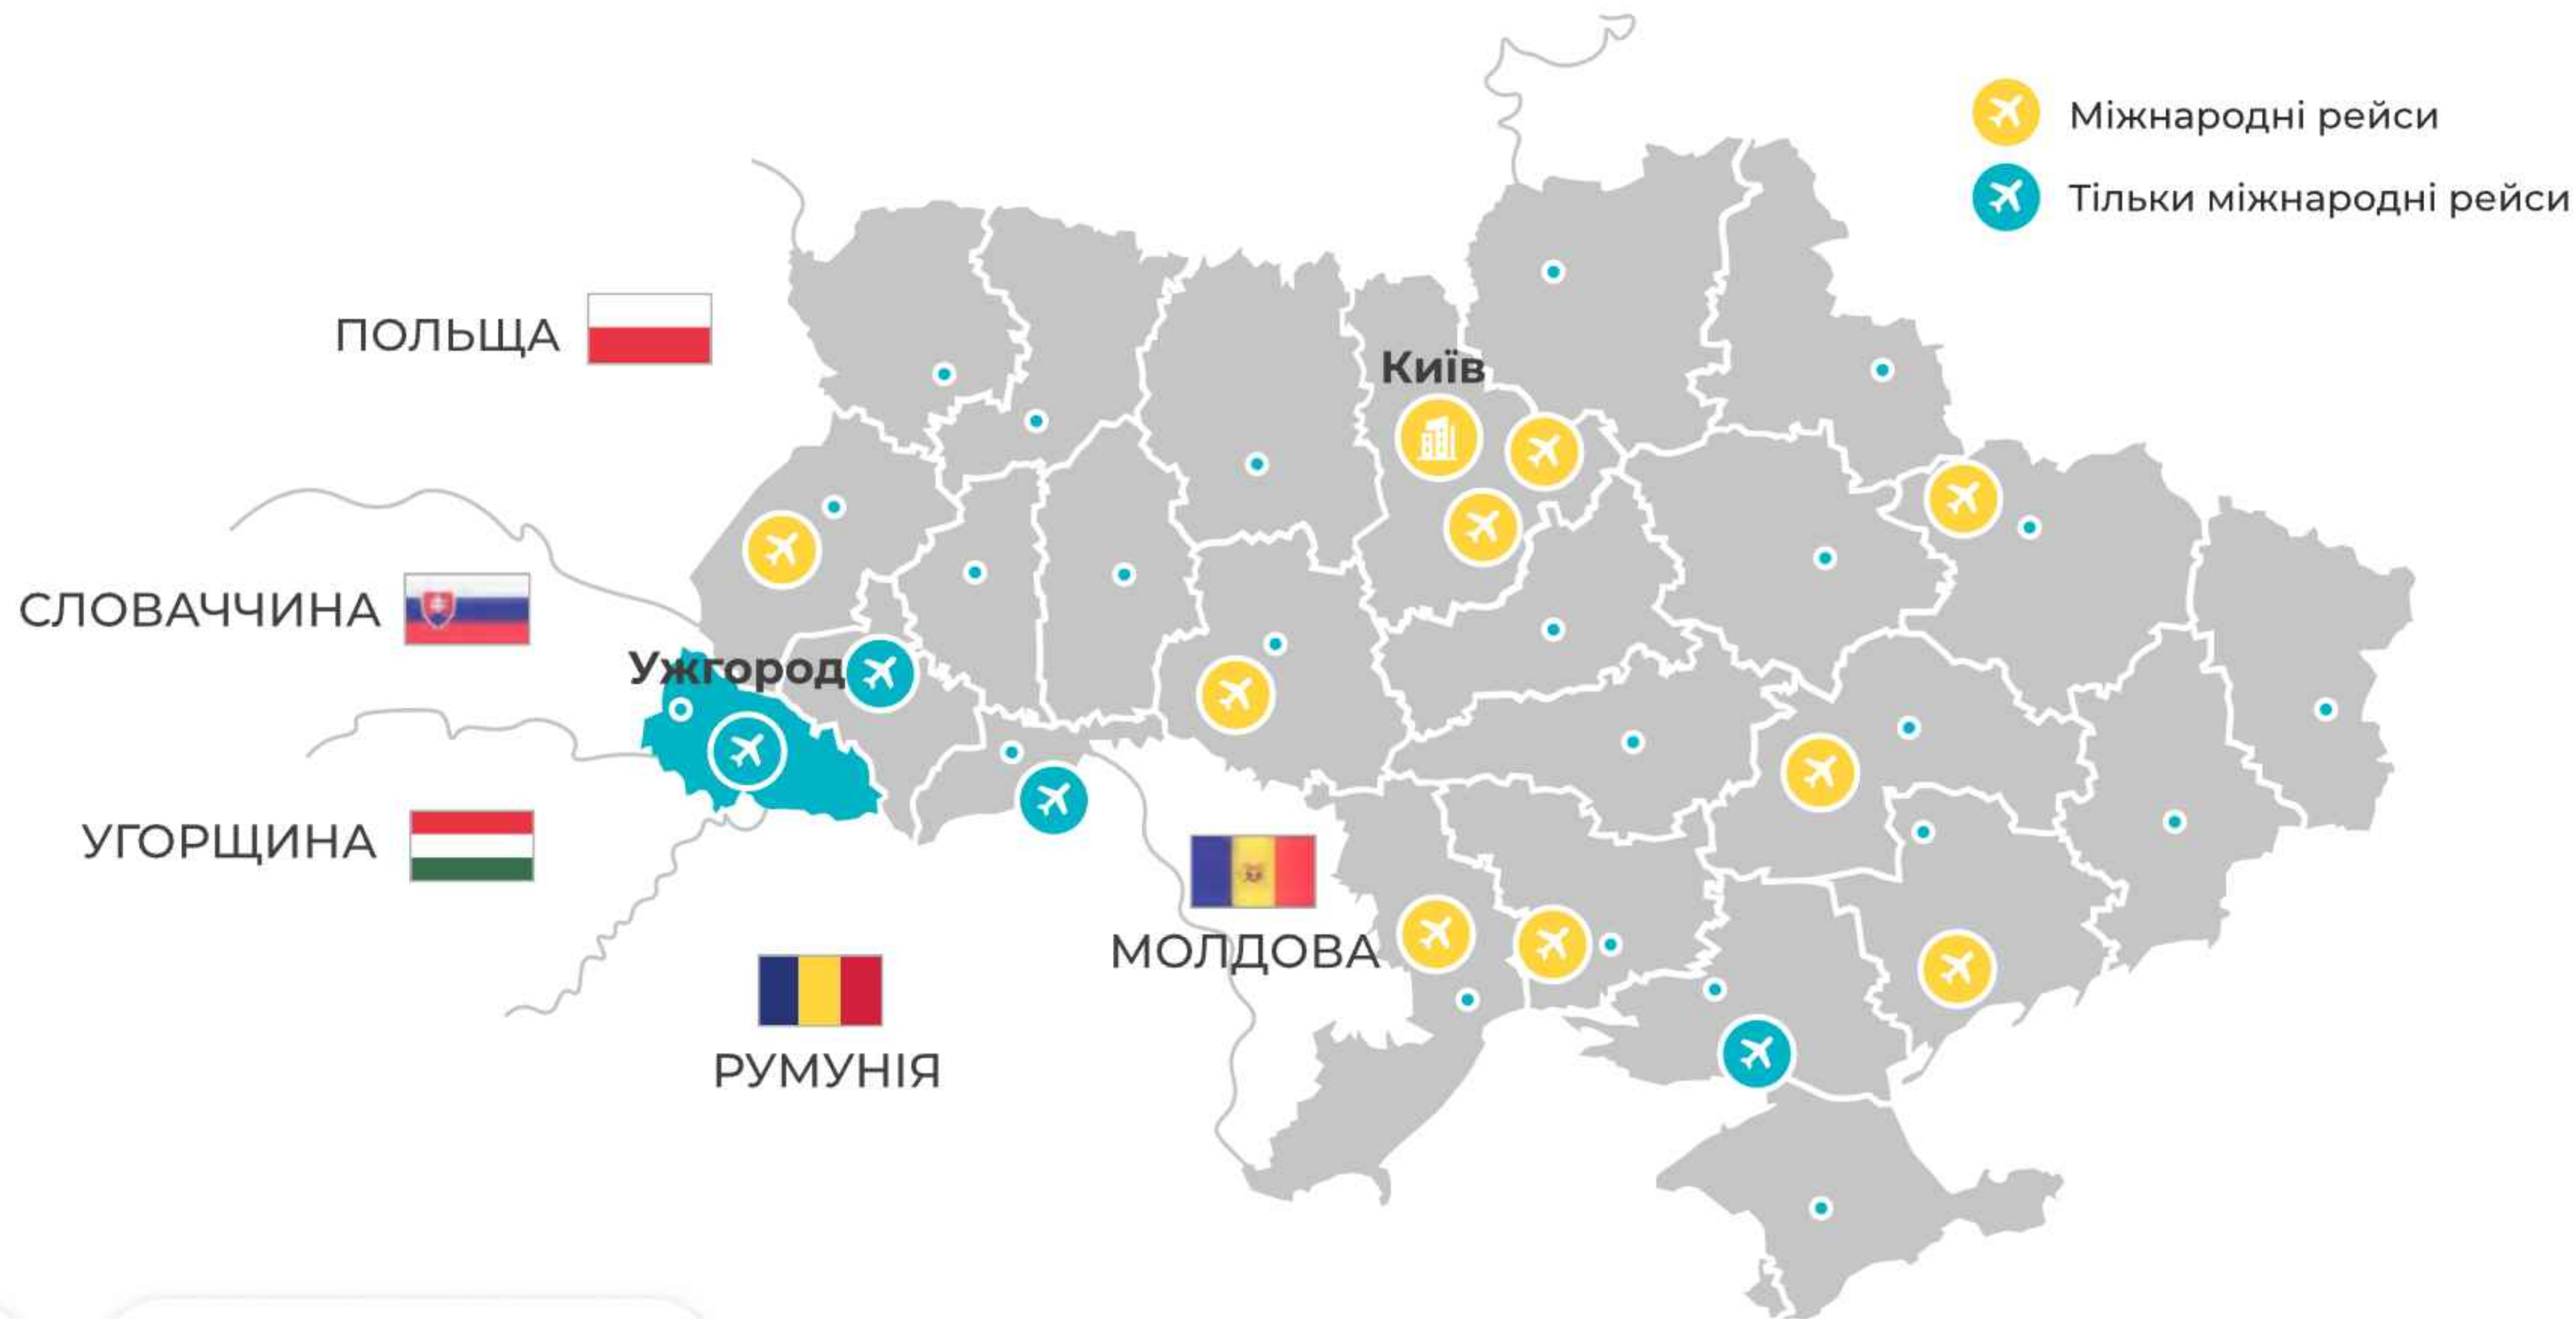 Міжнародні рейси
Тільки міжнародні рейси
ПОЛЬЩА
Київ
СЛОВАЧЧИНА
Ужгород
УГОРЩИНА
МОЛДОВА
РУМУНІЯ